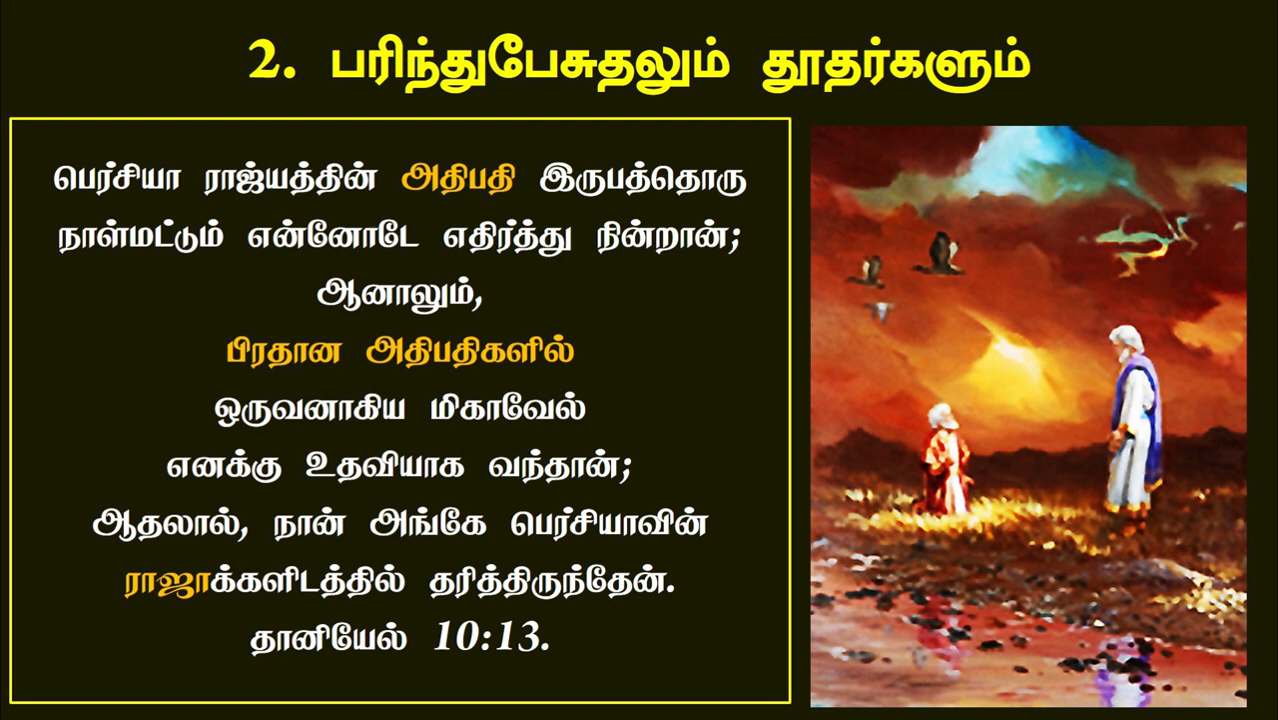 2. பரிந்துபேசுதலும் தூதர்களும்
பெர்சியா ராஜ்யத்தின் அதிபதி இருபத்தொரு
நாள்மட்டும் என்னோடே எதிர்த்து நின்றான்;
ஆனாலும்,
பிரதான அதிபதிகளில்
ஒருவனாகிய மிகாவேல்
எனக்கு உதவியாக வந்தான்;
ஆதலால், நான் அங்கே பெர்சியாவின்
ராஜாக்களிடத்தில் தரித்திருந்தேன்.
தானியேல் 10:13.